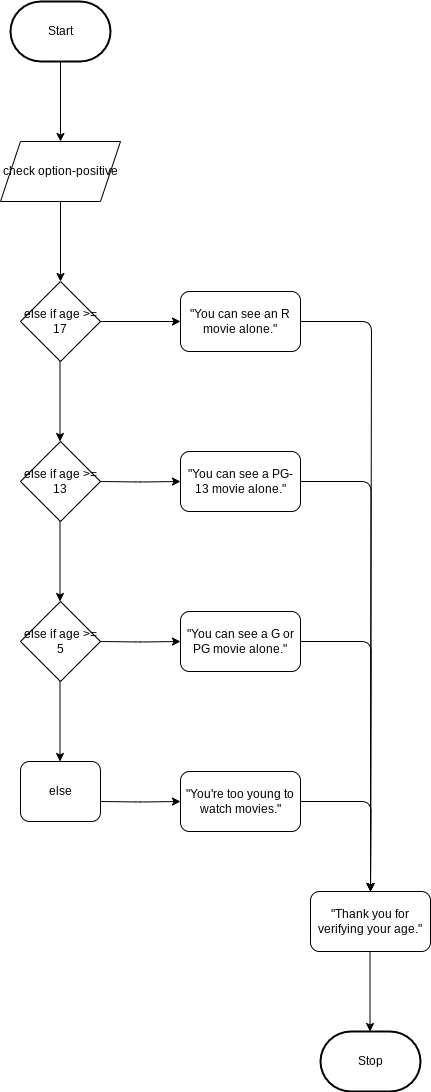 Start
check option-positive
else if age >=
17
"You can see an R
movie alone."
else if age >=
13
"You can see a PG-
13 movie alone."
else if age >=
5
"You can see a G or
PG movie alone."
else
"You're too young to
watch movies."
"Thank you for
verifying your age."
Stop